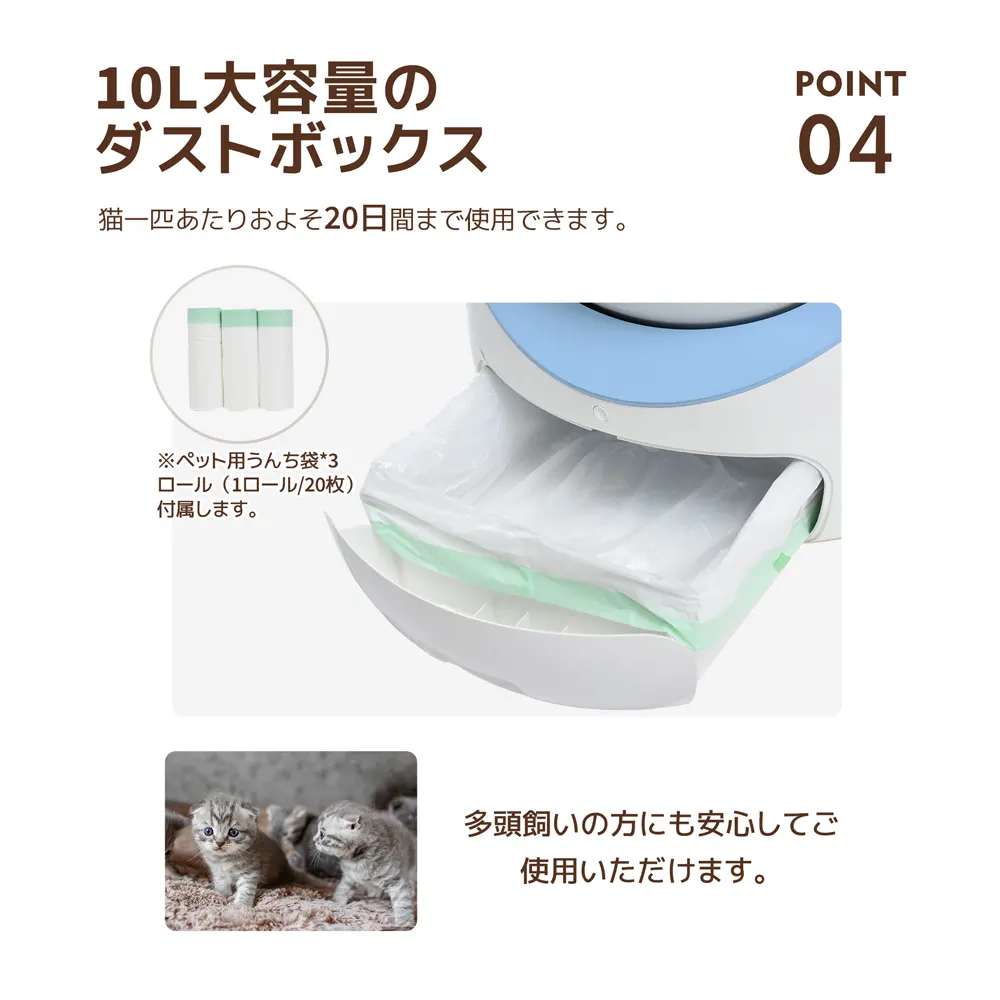 10L大容量の
ダストボックス
POINT
04
猫一匹あたりおよそ20日間まで使用できます。
※ペット用うんち袋*3
ロール（1ロール/20枚）
付属します。
多頭飼いの方にも安心してご
使用いただけます。